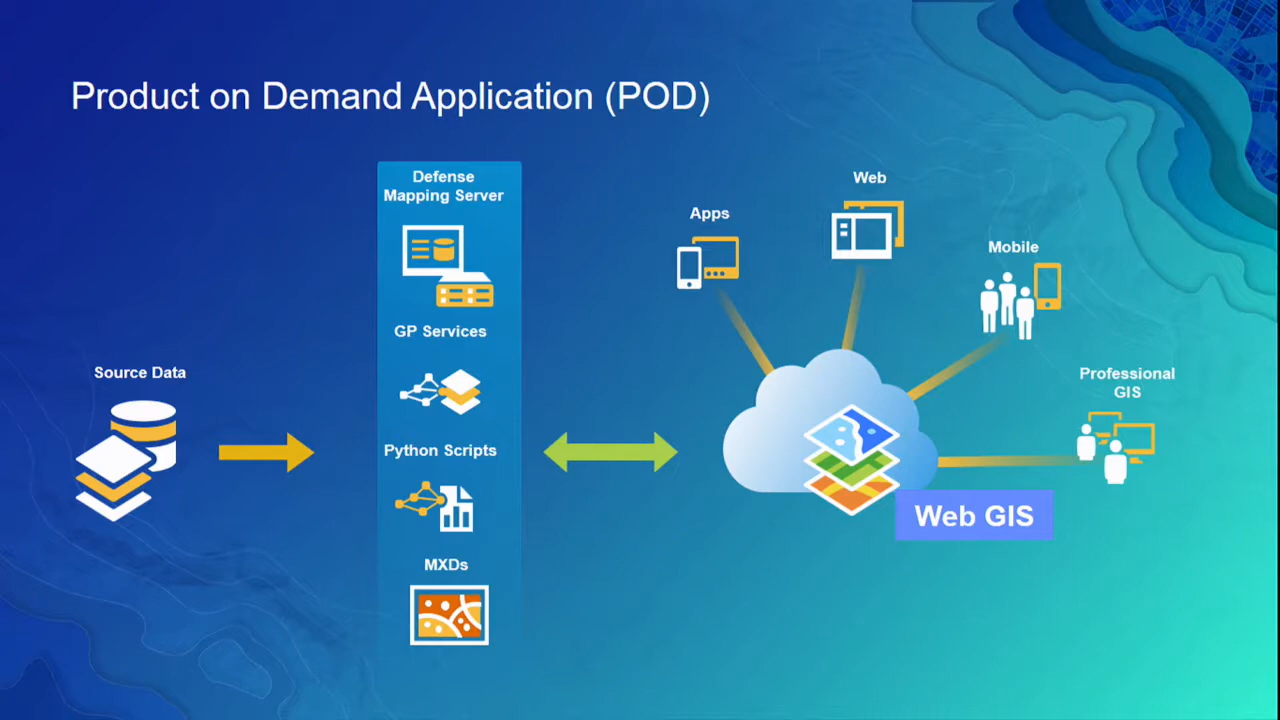 Product on Demand Application (POD)
Defense
Mapping Server
GP Services
Python Scripts
MXDs
Source Data
Apps
Web
Mobile
Professional
GIS
Web GIS